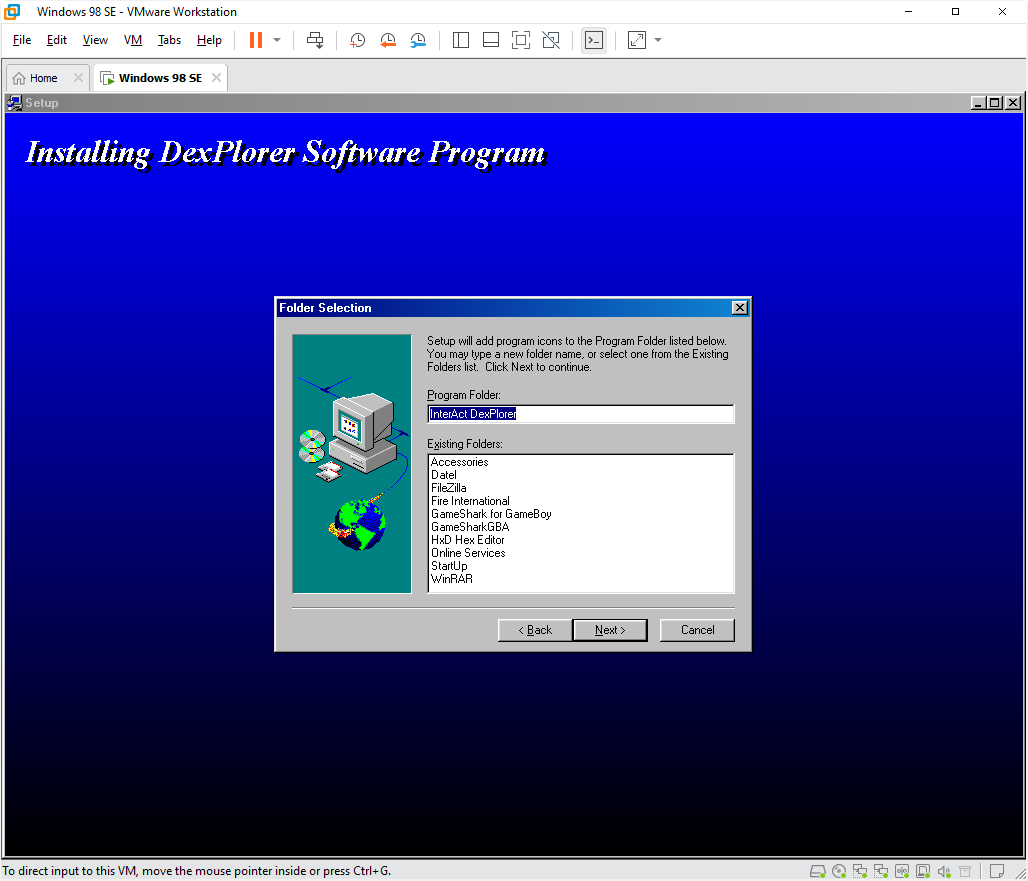 Windows 98 SE - VMware Workstation
File Edit View VM Tabs Help
Home Windows 98 SE
Setup
Installing DexPlorer Software Program
Folder Selection
Setup will add program icons to the Program Folder listed below.
You may type a new folder name, or select one from the Existing
Folders list. Click Next to continue.
Program Folder:
InterAct DexPlorer
Existing Folders:
Accessories
Datel
FileZilla
Fire International
GameShark for GameBoy
GameSharkGBA
HxD Hex Editor
Online Services
StartUp
WinRAR
< Back Next > Cancel
To direct input to this VM, move the mouse pointer inside or press Ctrl+G.